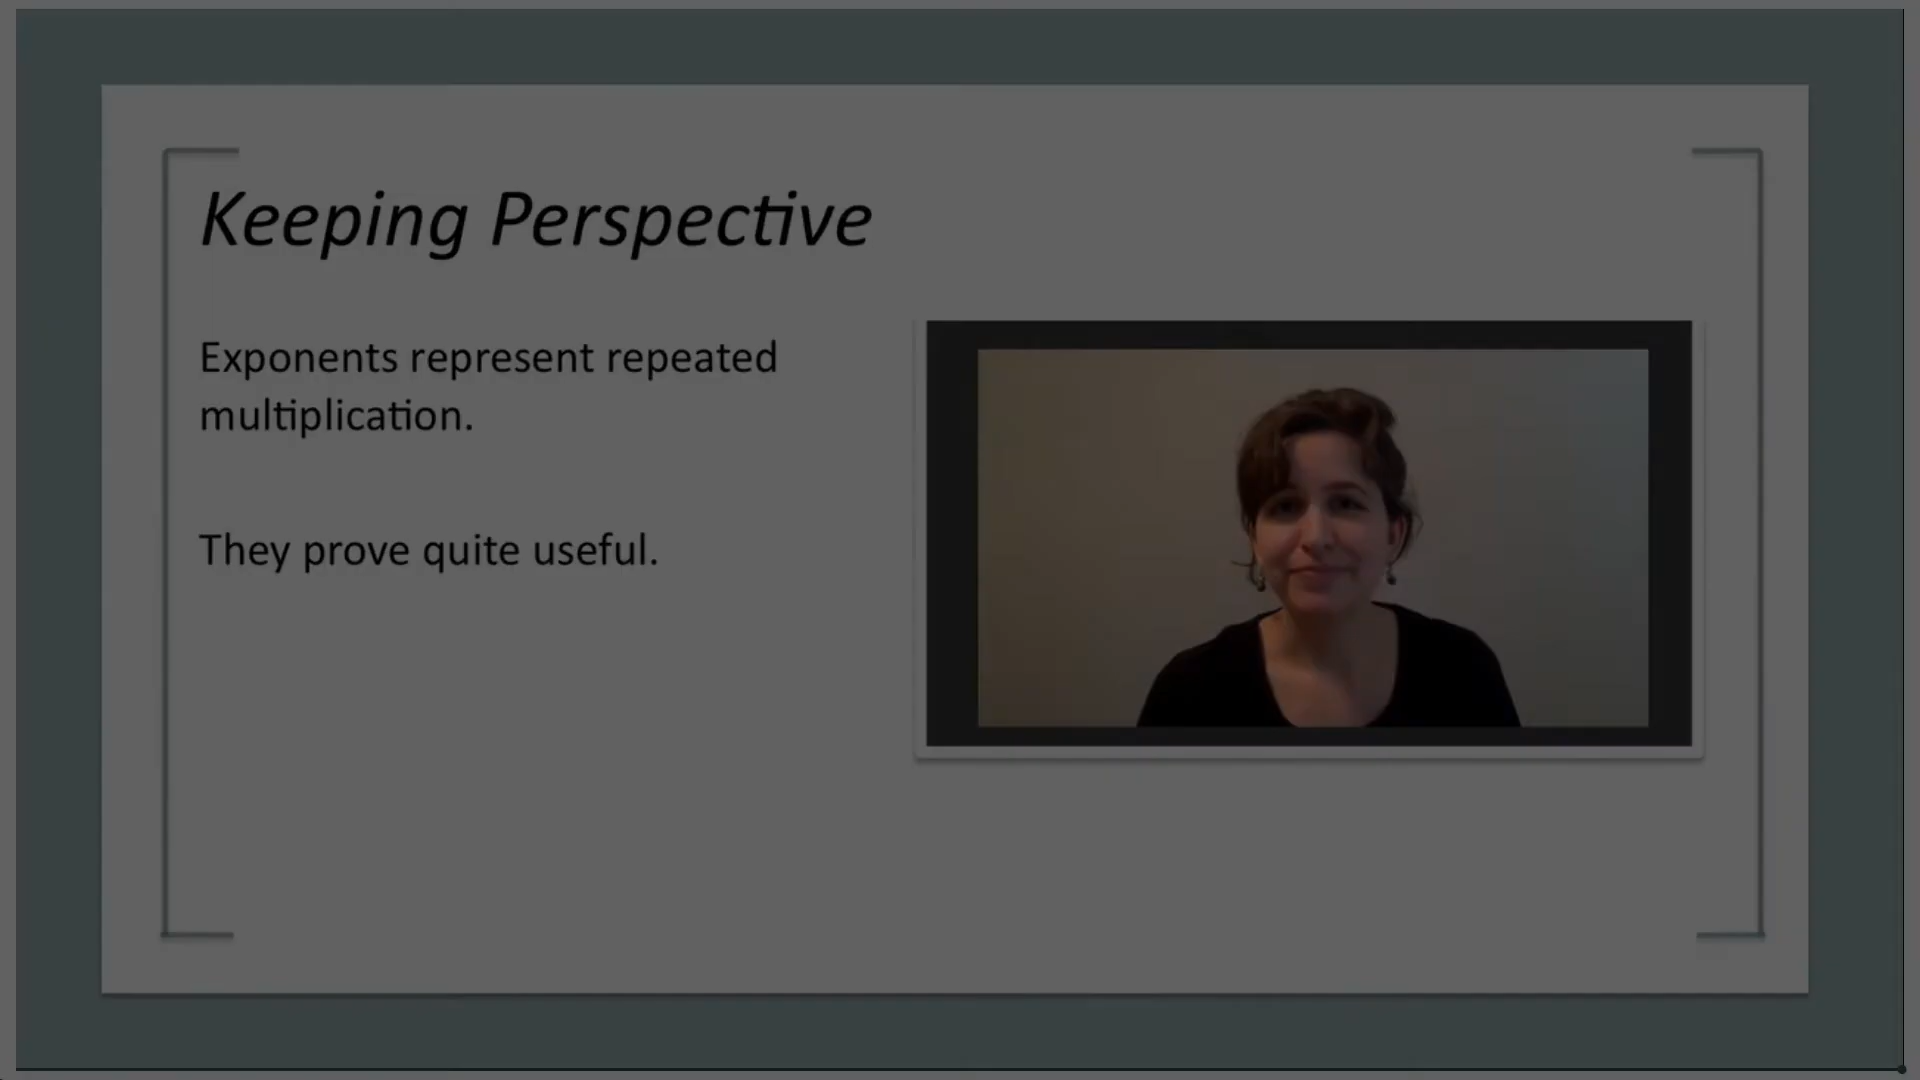 Keeping Perspective
Exponents represent repeated
multiplication.
They prove quite useful.